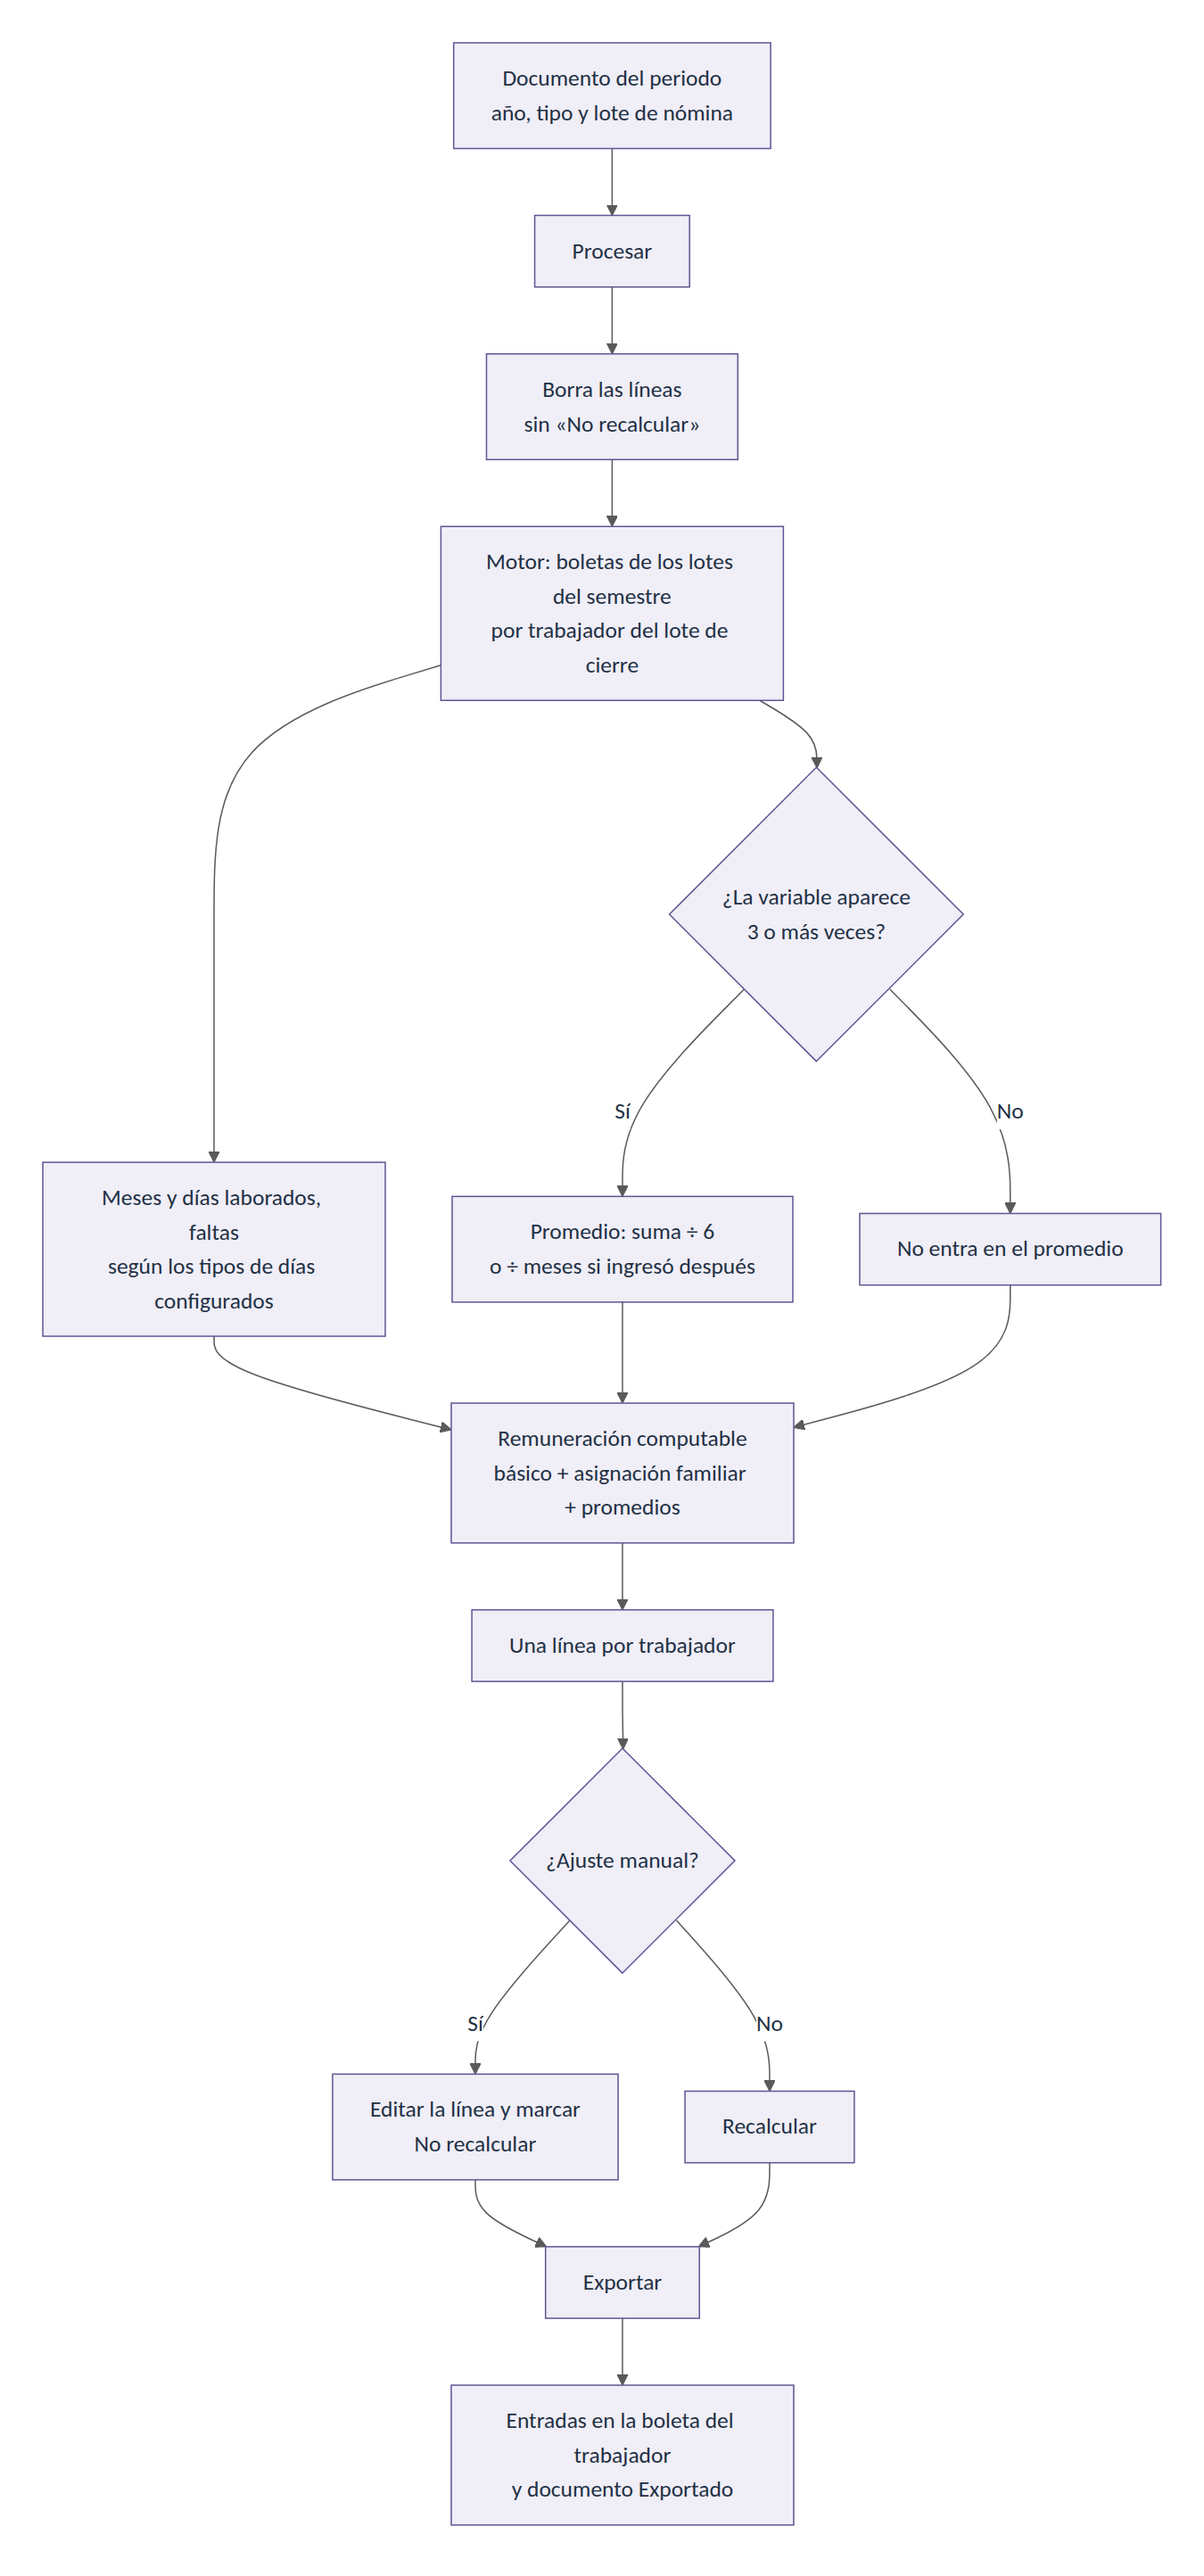 Documento del periodo
año, tipo y lote de nómina
Procesar
Borra las líneas
sin «No recalcular»
Motor: boletas de los lotes
del semestre
por trabajador del lote de
cierre
¿La variable aparece
3 o más veces?
Sí
No
Meses y días laborados,
faltas
según los tipos de días
configurados
Promedio: suma ÷ 6
o ÷ meses si ingresó después
No entra en el promedio
Remuneración computable
básico + asignación familiar
+ promedios
Una línea por trabajador
¿Ajuste manual?
Sí
No
Editar la línea y marcar
No recalcular
Recalcular
Exportar
Entradas en la boleta del
trabajador
y documento Exportado